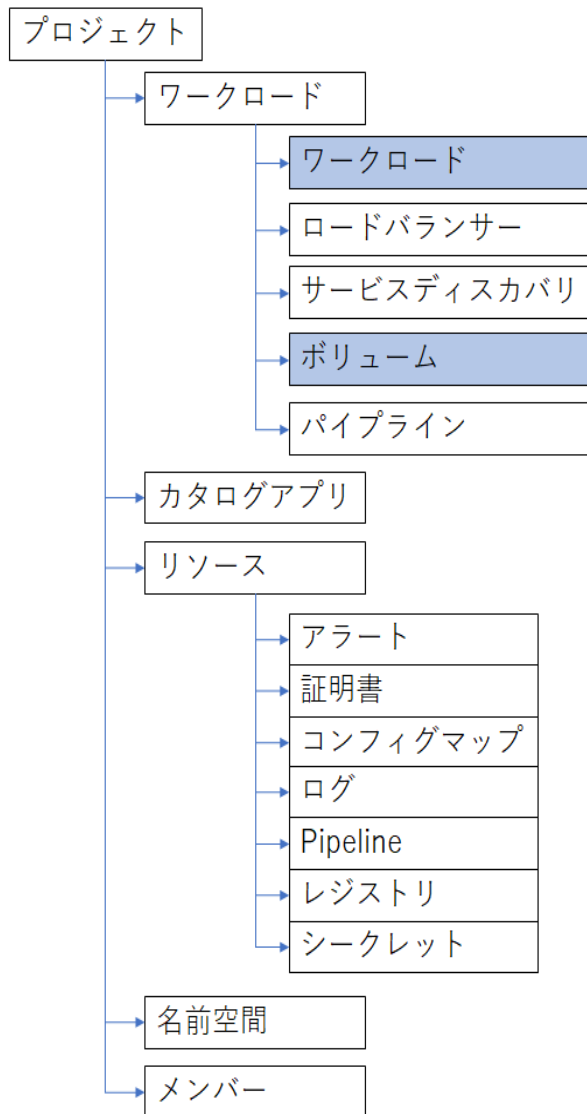 プロジェクト
ワークロード
ワークロード
ロードバランサー
サービスディスカバリ
ボリューム
パイプライン
カタログアプリ
リソース
アラート
証明書
コンフィグマップ
ログ
Pipeline
レジストリ
シークレット
名前空間
メンバー